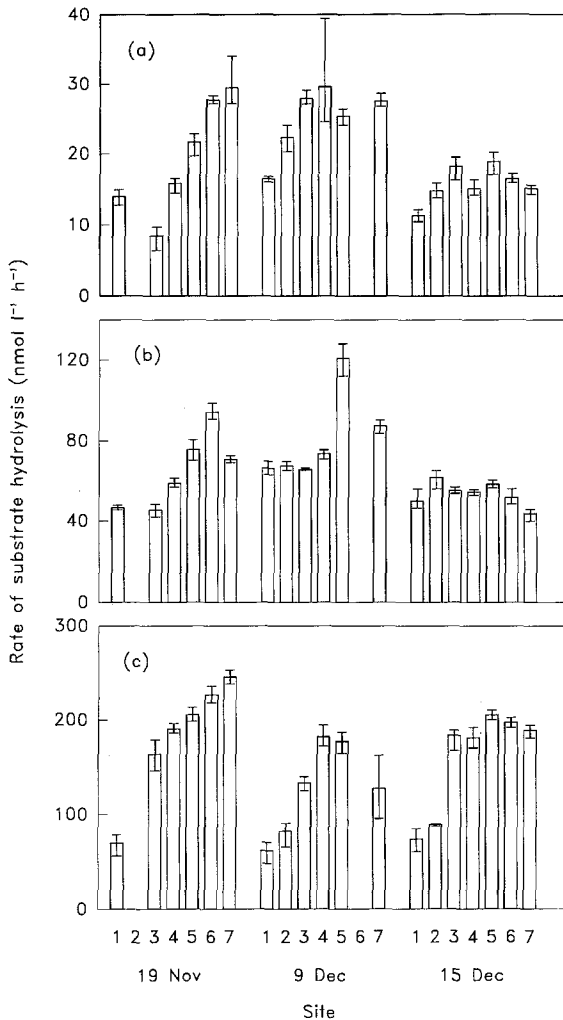 Rate of substrate hydrolysis (nmol l⁻¹ h⁻¹)
(a)
40
30
20
10
0
(b)
120
80
40
0
(c)
300
200
100
0
1 2 3 4 5 6 7 1 2 3 4 5 6 7 1 2 3 4 5 6 7
19 Nov 9 Dec 15 Dec
Site